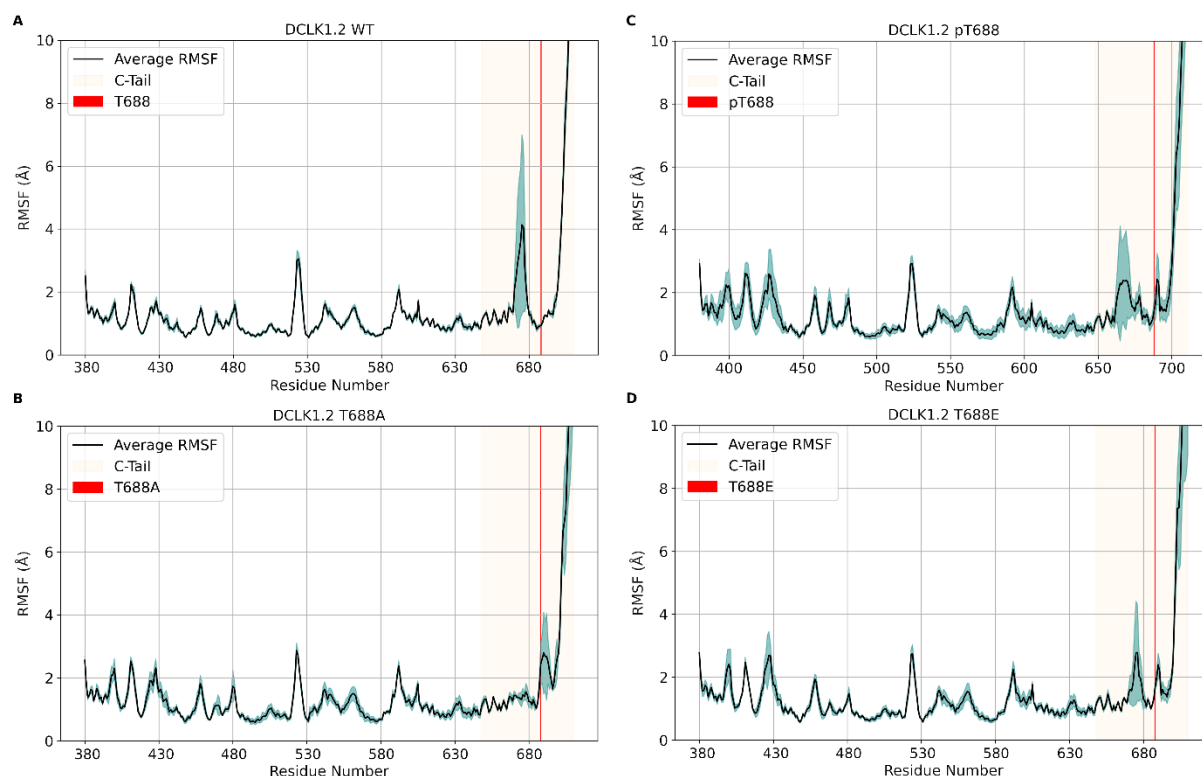 A
DCLK1.2 WT
Average RMSF
C-Tail
T688
RMSF (Å)
10
8
6
4
2
0
380 430 480 530 580 630 680
Residue Number
B
DCLK1.2 T688A
Average RMSF
C-Tail
T688A
RMSF (Å)
10
8
6
4
2
0
380 430 480 530 580 630 680
Residue Number
C
DCLK1.2 pT688
Average RMSF
C-Tail
pT688
RMSF (Å)
10
8
6
4
2
0
400 450 500 550 600 650 700
Residue Number
D
DCLK1.2 T688E
Average RMSF
C-Tail
T688E
RMSF (Å)
10
8
6
4
2
0
380 430 480 530 580 630 680
Residue Number